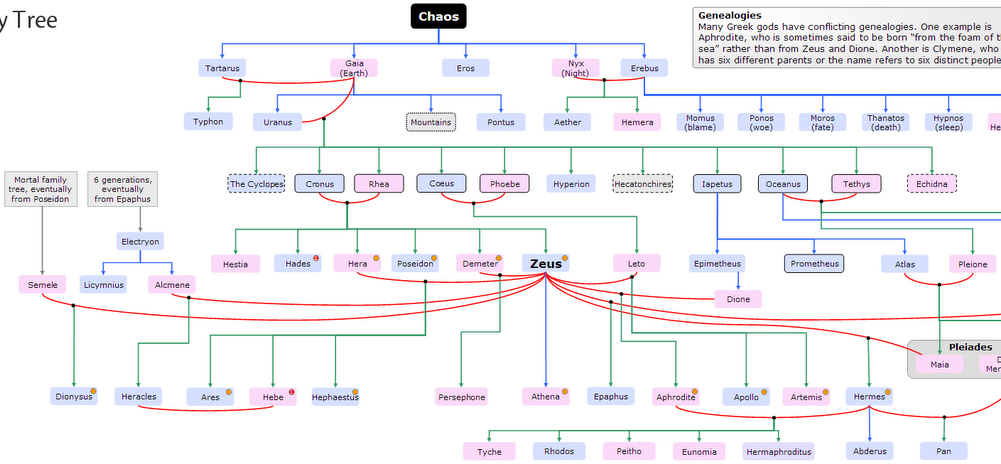 y Tree
Chaos
Genealogies
Many Greek gods have conflicting genealogies. One example is
Aphrodite, who is sometimes said to be born "from the foam of th
sea" rather than from Zeus and Dione. Another is Clymene, who
has six different parents or the name refers to six distinct people
Tartarus
Gaia
(Earth)
Eros
Nyx
(Night)
Erebus
Typhon
Uranus
Mountains
Pontus
Aether
Hemera
Momus
(blame)
Ponos
(woe)
Moros
(fate)
Thanatos
(death)
Hypnos
(sleep)
He
Mortal family
tree, eventually
from Poseidon
6 generations,
eventually
from Epaphus
The Cyclopes
Cronus
Rhea
Coeus
Phoebe
Hyperion
Hecatonchires
Iapetus
Oceanus
Tethys
Echidna
Electryon
Hestia
Hades
2
Hera
Poseidon
Demeter
Zeus
Leto
Epimetheus
Prometheus
Atlas
Pleione
Semele
Licymnius
Alcmene
Dione
Pleiades
Maia
D
Mer
Dionysus
Heracles
Ares
Hebe
1
Hephaestus
Persephone
Athena
Epaphus
Aphrodite
Apollo
Artemis
Hermes
Tyche
Rhodos
Peitho
Eunomia
Hermaphroditus
Abderus
Pan